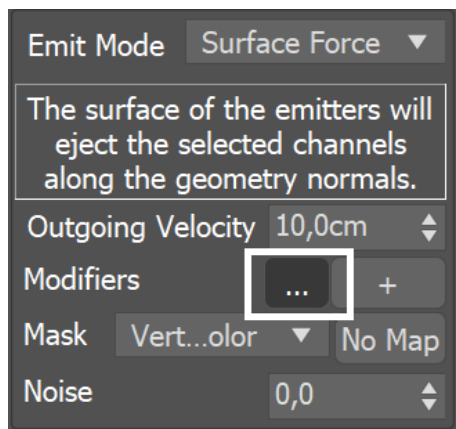 Emit Mode Surface Force
The surface of the emitters will
eject the selected channels
along the geometry normals.
Outgoing Velocity 10,0cm
Modifiers ... +
Mask Vert...olor No Map
Noise 0,0